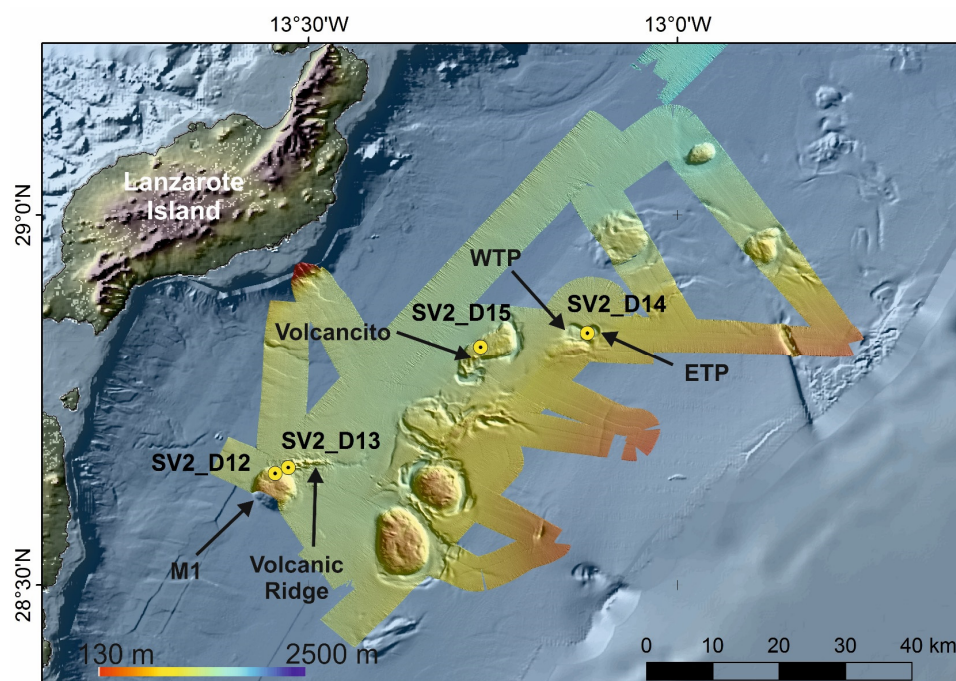 13°30'W
13°0'W
Lanzarote
Island
29°0'N
WTP
SV2_D15
SV2_D14
Volcancito
ETP
SV2_D13
SV2_D12
M1
Volcanic
Ridge
28°30'N
130 m
2500 m
0
10
20
30
40 km